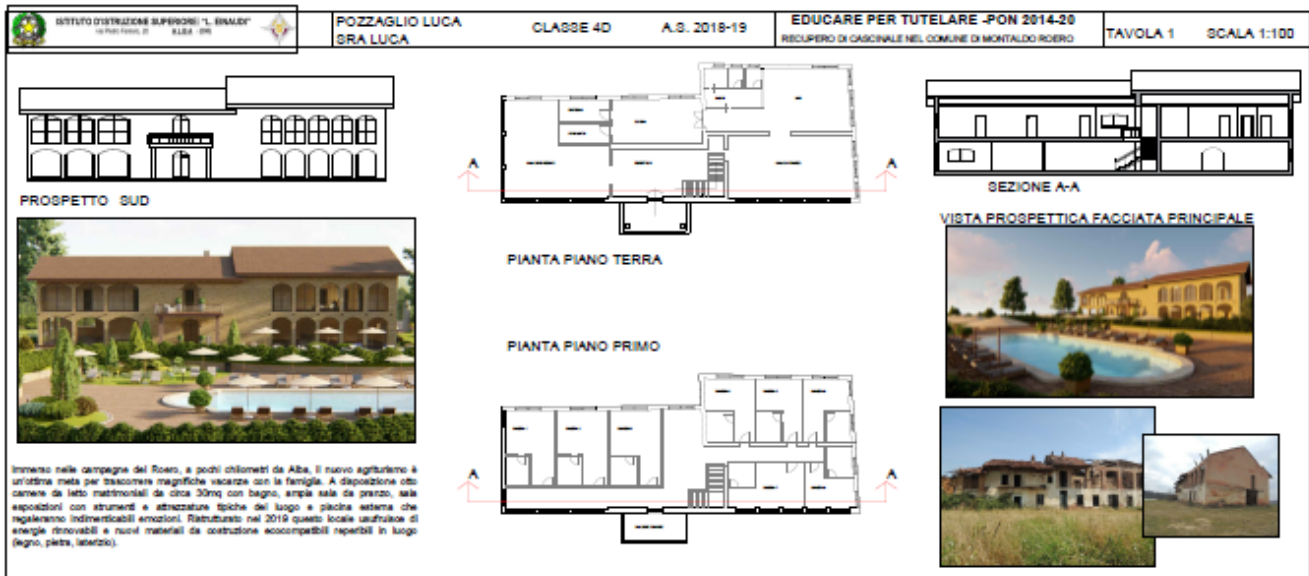 ISTITUTO D'ISTRUZIONE SUPERIORE "L. EINAUDI"
ALBA (CN)
POZZAGLIO LUCA
SRA LUCA
CLASSE 4D
A.S. 2018-19
EDUCARE PER TUTELARE -PON 2014-20
RECUPERO DI CASCINALE NEL COMUNE DI MONTALDO ROERO
TAVOLA 1
SCALA 1:100
PROSPETTO SUD
A
A
PIANTA PIANO TERRA
SEZIONE A-A
VISTA PROSPETTICA FACCIATA PRINCIPALE
PIANTA PIANO PRIMO
A
A
Immerso nelle campagne del Roero, a pochi chilometri da Alba, il nuovo agriturismo è
un'ottima meta per trascorrere magnifiche vacanze con la famiglia. A disposizione otto
camere da letto matrimoniali da circa 30mq con bagno, ampia sala da pranzo, sala
esposizioni con strumenti e attrezzature tipiche del luogo e piscina esterna che
regaleranno indimenticabili emozioni. Ristrutturato nel 2019 questo locale usufruisce di
energie rinnovabili e nuovi materiali da costruzione ecocompatibili reperibili in luogo
(legno, pietra, laterizio).